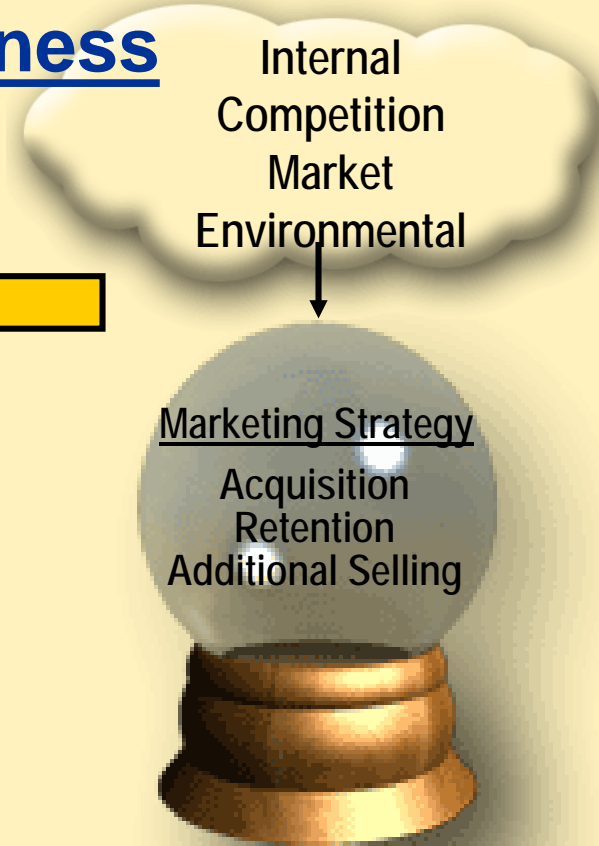 ness
Internal
Competition
Market
Environmental
Marketing Strategy
Acquisition
Retention
Additional Selling